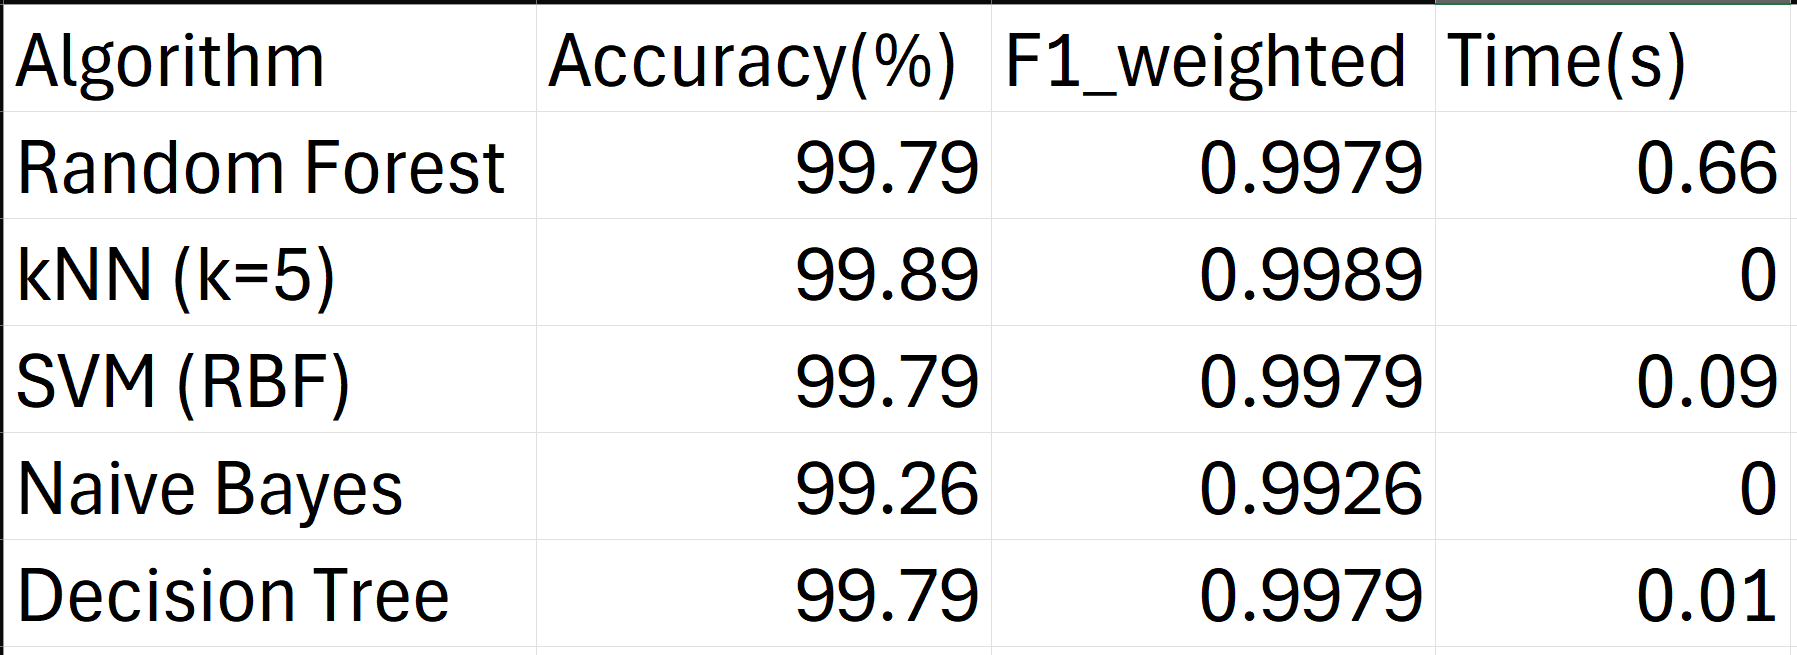 Algorithm Accuracy(%) F1_weighted Time(s)
Random Forest 99.79 0.9979 0.66
kNN (k=5) 99.89 0.9989 0
SVM (RBF) 99.79 0.9979 0.09
Naive Bayes 99.26 0.9926 0
Decision Tree 99.79 0.9979 0.01